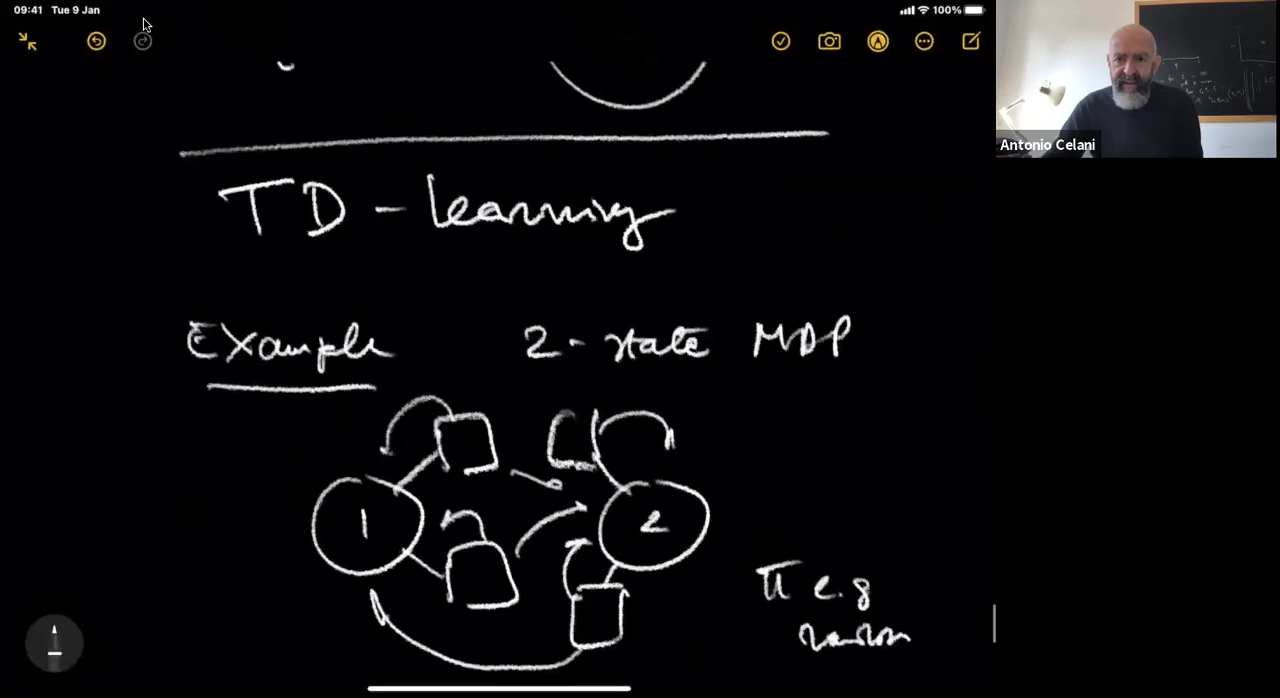 09:41 Tue 9 Jan
100%
Antonio Celani
TD - learning
Example 2-state MDP
1
2
π e.g
random